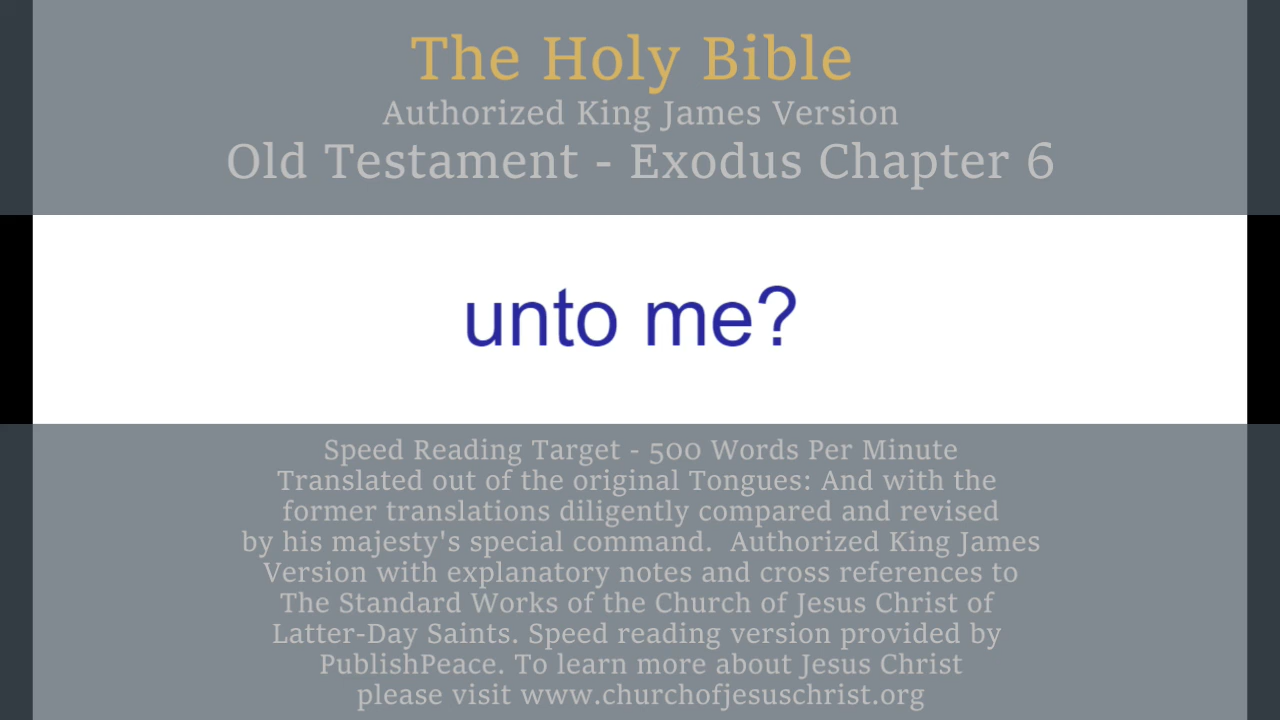 The Holy Bible
Authorized King James Version
Old Testament - Exodus Chapter 6
unto me?
Speed Reading Target - 500 Words Per Minute
Translated out of the original Tongues: And with the
former translations diligently compared and revised
by his majesty's special command.  Authorized King James
Version with explanatory notes and cross references to
The Standard Works of the Church of Jesus Christ of
Latter-Day Saints. Speed reading version provided by
PublishPeace. To learn more about Jesus Christ
please visit www.churchofjesuschrist.org